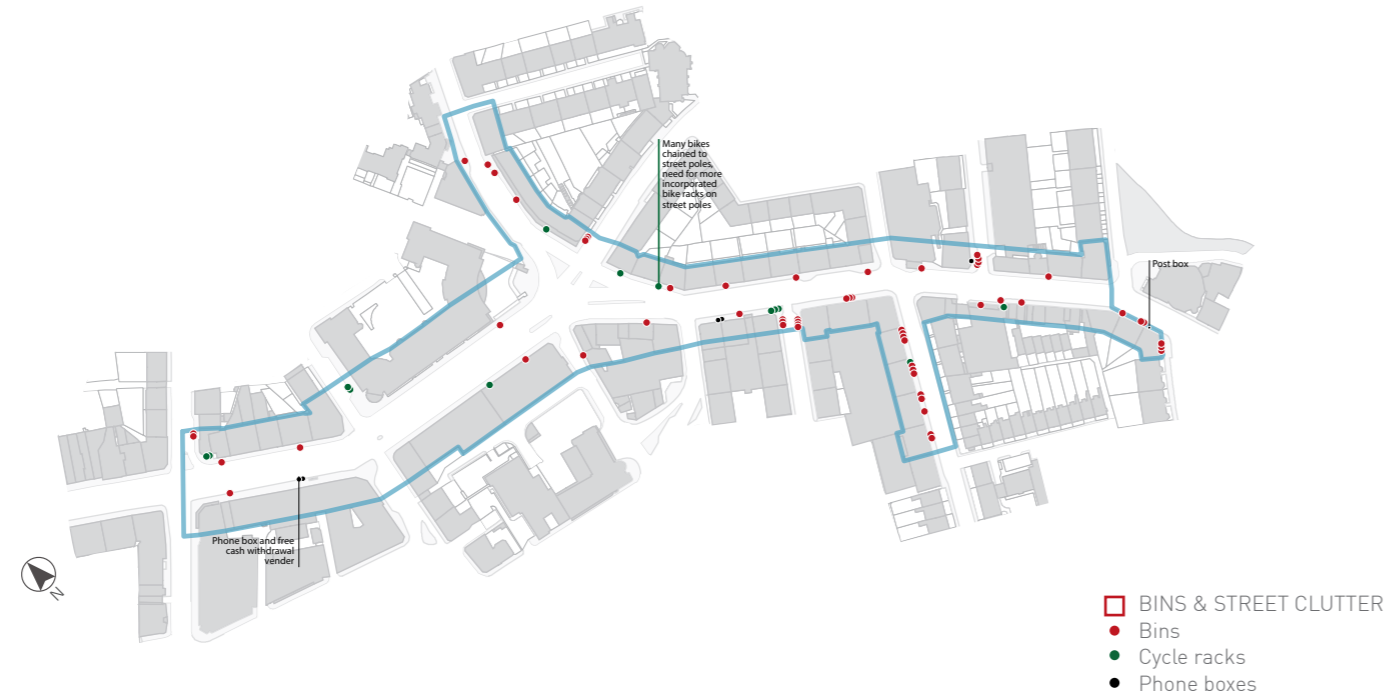 Many bikes
chained to
street poles,
need for more
incorporated
bike racks on
street poles
Post box
Phone box and free
cash withdrawal
vender
N
BINS & STREET CLUTTER
Bins
Cycle racks
Phone boxes